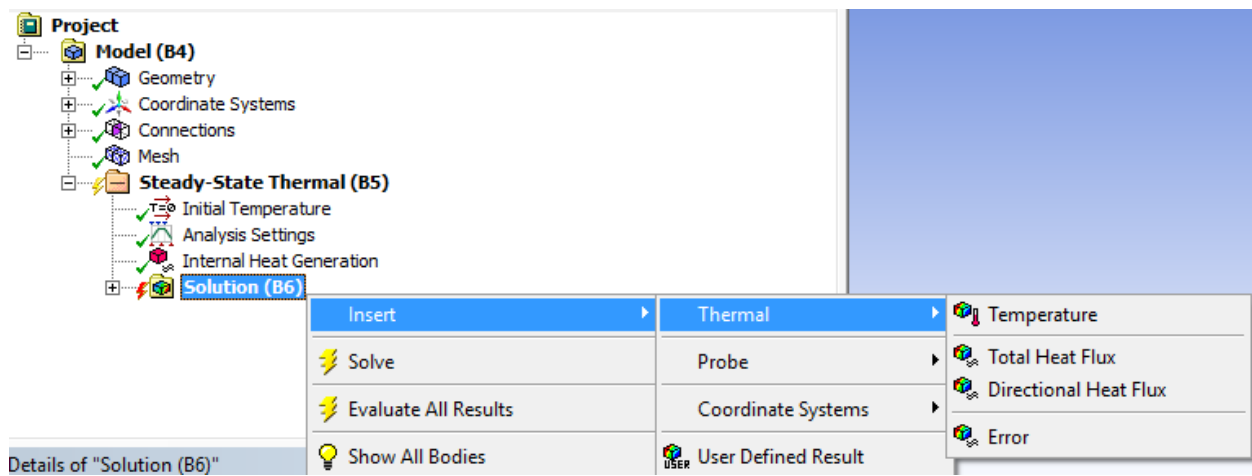 Project
Model (B4)
Geometry
Coordinate Systems
Connections
Mesh
Steady-State Thermal (B5)
T=0 Initial Temperature
Analysis Settings
Internal Heat Generation
Solution (B6)
Insert
Thermal
Temperature
Solve
Probe
Total Heat Flux
Directional Heat Flux
Evaluate All Results
Coordinate Systems
Error
Show All Bodies
USER User Defined Result
Details of "Solution (B6)"